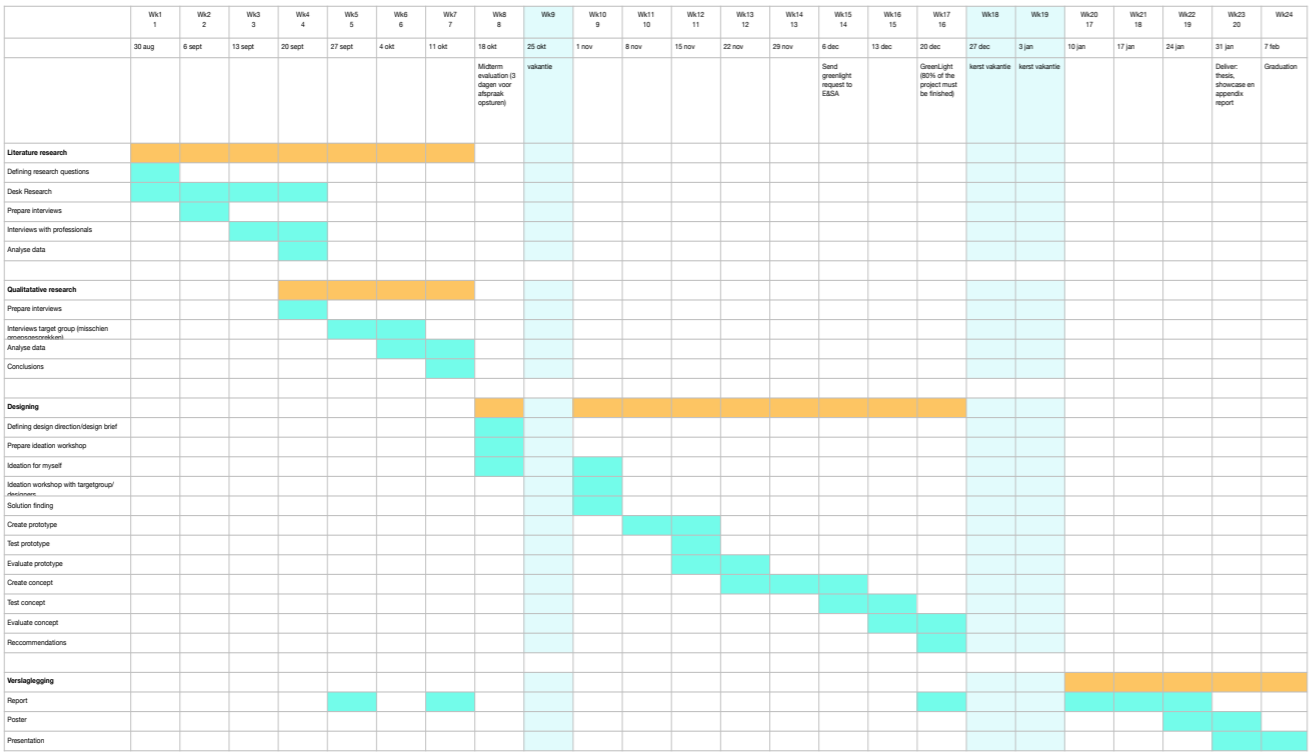 Wk1 Wk2 Wk3 Wk4 Wk5 Wk6 Wk7 Wk8 Wk9 Wk10 Wk11 Wk12 Wk13 Wk14 Wk15 Wk16 Wk17 Wk18 Wk19 Wk20 Wk21 Wk22 Wk23 Wk24
1 2 3 4 5 6 7 8 9 10 11 12 13 14 15 16 17 18 19 20
30 aug 6 sept 13 sept 20 sept 27 sept 4 okt 11 okt 18 okt 25 okt 1 nov 8 nov 15 nov 22 nov 29 nov 6 dec 13 dec 20 dec 27 dec 3 jan 10 jan 17 jan 24 jan 31 jan 7 feb
Midterm
evaluation (3
dagen voor
afspraak
opsturen)
vakantie
Send
greenlight
request to
E&SA
GreenLight
(80% of the
project must
be finished)
kerst vakantie
kerst vakantie
Deliver:
thesis,
showcase en
appendix
report
Graduation
Literature research
Defining research questions
Desk Research
Prepare interviews
Interviews with professionals
Analyse data
Qualitatative research
Prepare interviews
Interviews target group (misschien
groepsgesprekken)
Analyse data
Conclusions
Designing
Defining design direction/design brief
Prepare ideation workshop
Ideation for myself
Ideation workshop with targetgroup/
designers
Solution finding
Create prototype
Test prototype
Evaluate prototype
Create concept
Test concept
Evaluate concept
Reccommendations
Verslaglegging
Report
Poster
Presentation